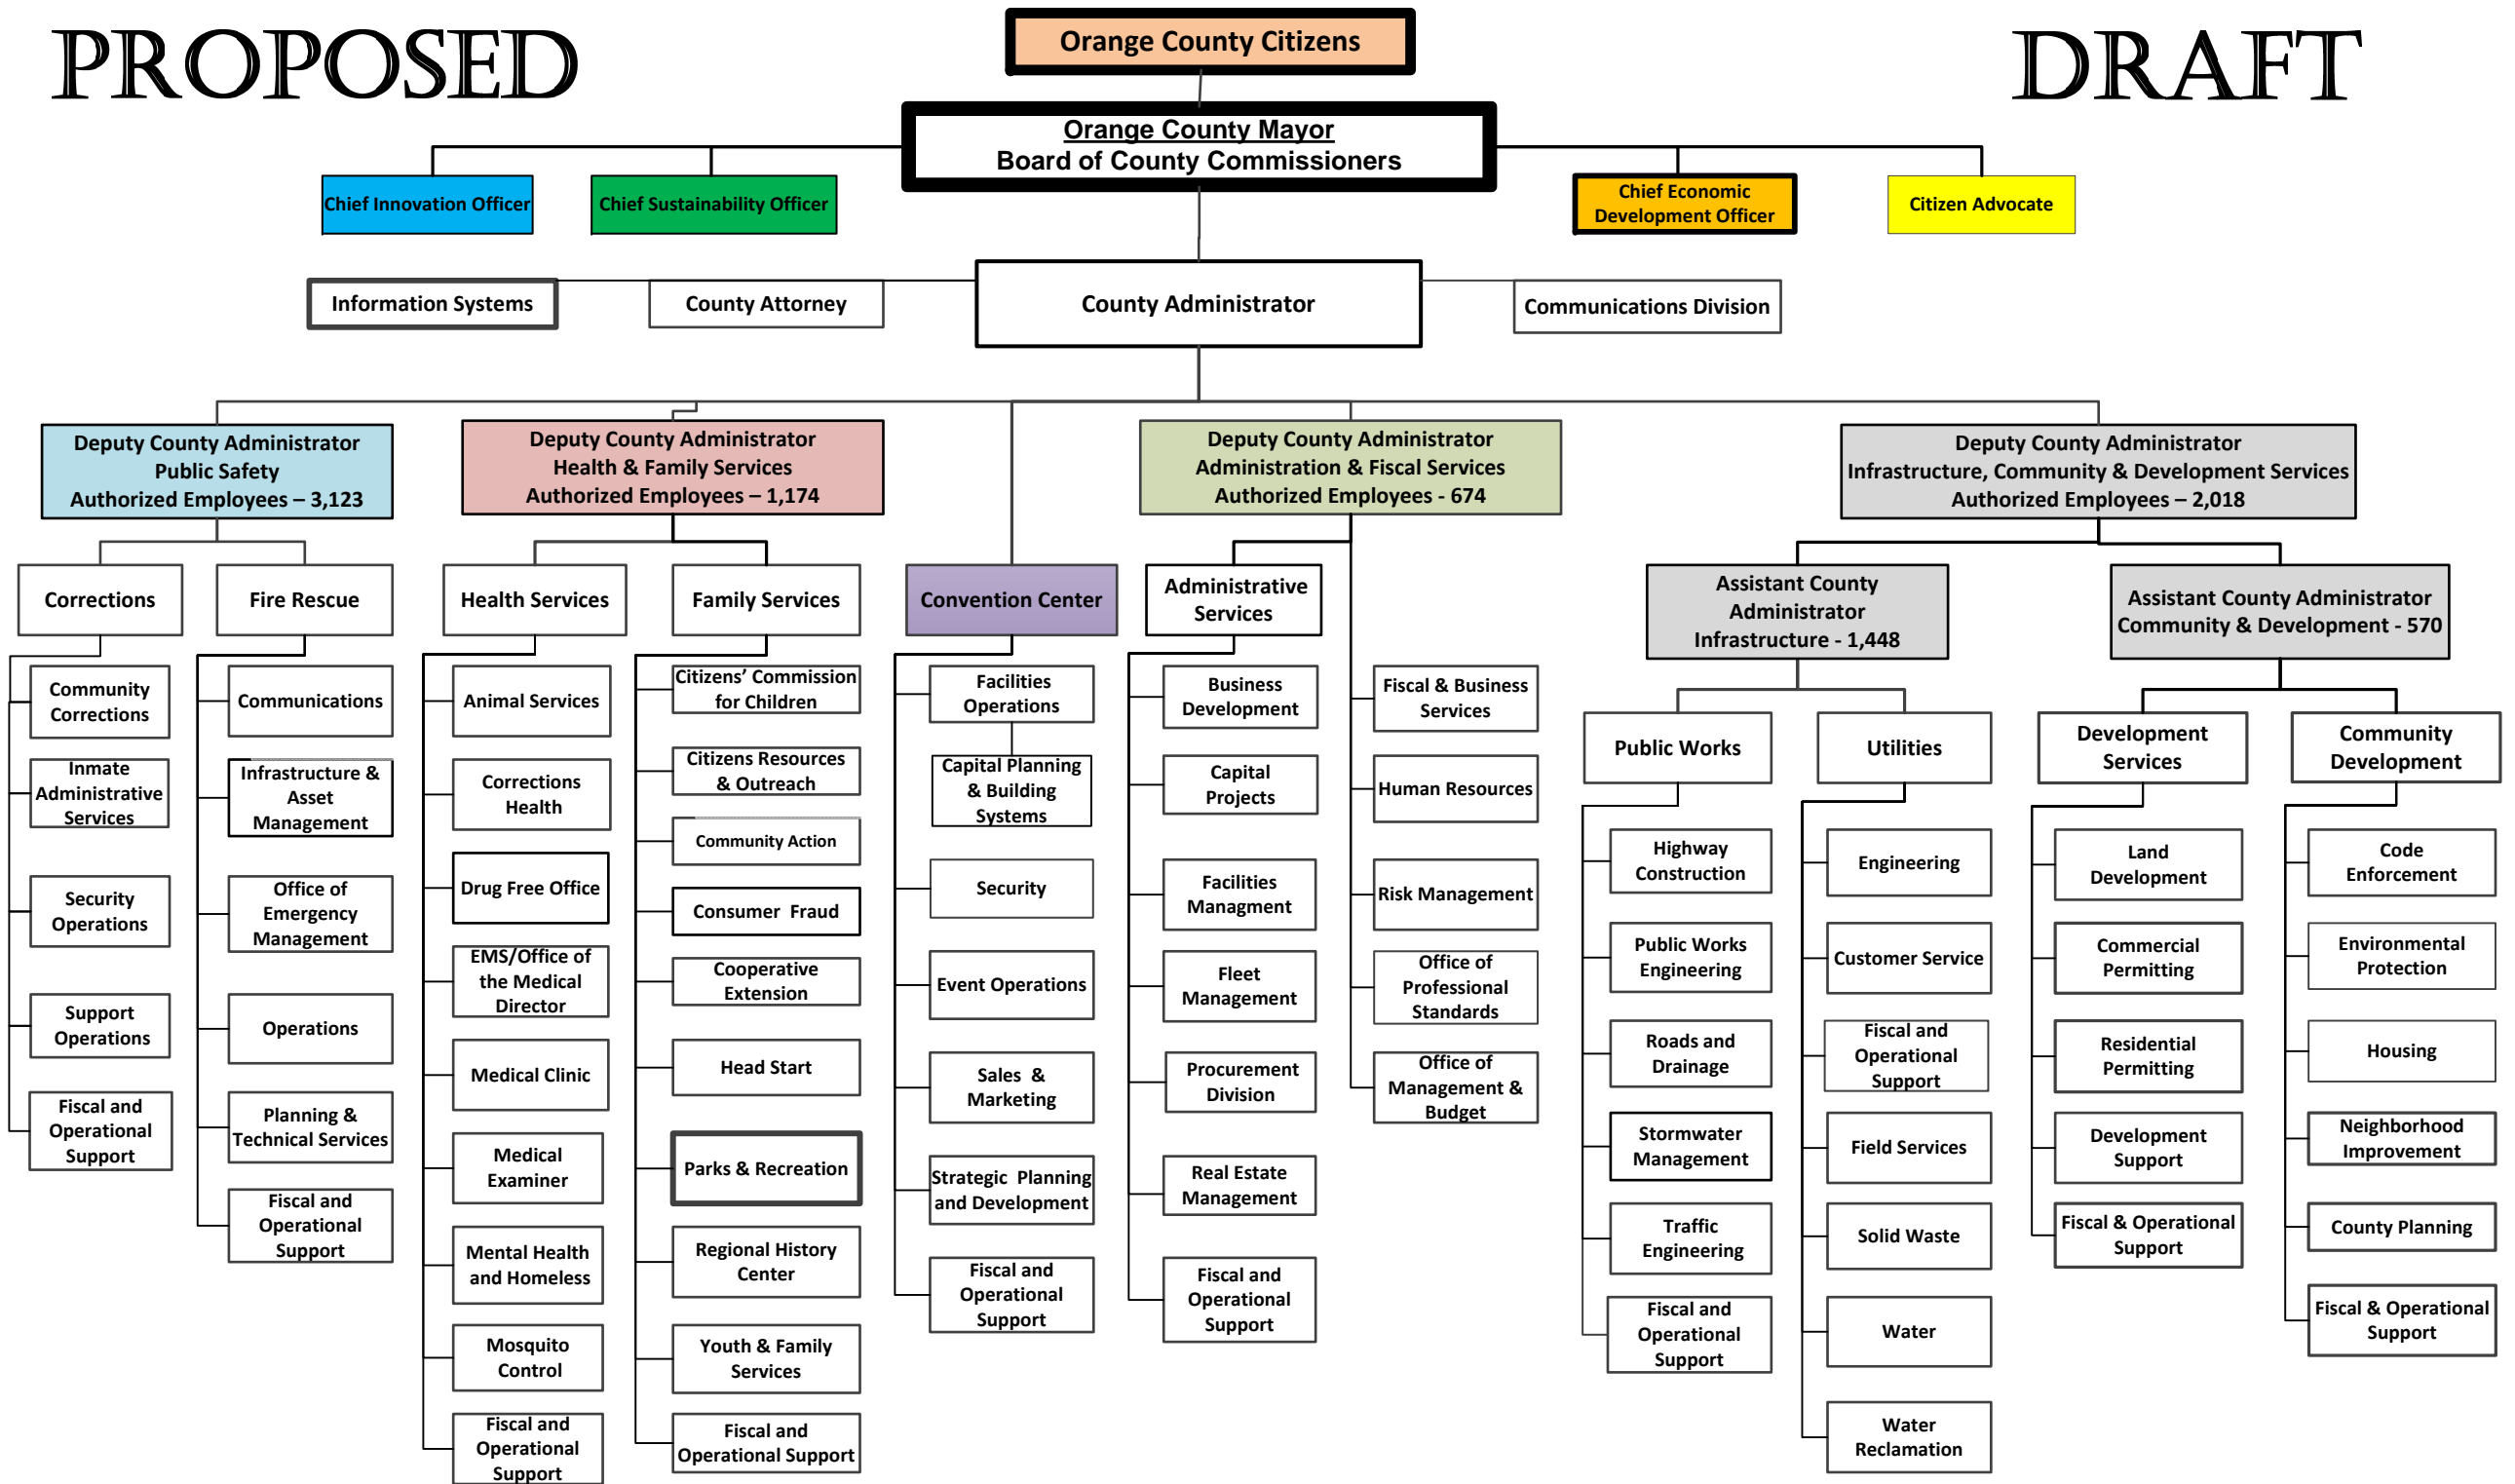 PROPOSED
DRAFT
Orange County Citizens
Orange County Mayor
Board of County Commissioners
Chief Innovation Officer
Chief Sustainability Officer
Chief Economic
Development Officer
Citizen Advocate
Information Systems
County Attorney
County Administrator
Communications Division
Deputy County Administrator
Public Safety
Authorized Employees – 3,123
Deputy County Administrator
Health & Family Services
Authorized Employees – 1,174
Deputy County Administrator
Administration & Fiscal Services
Authorized Employees - 674
Deputy County Administrator
Infrastructure, Community & Development Services
Authorized Employees – 2,018
Corrections
Fire Rescue
Health Services
Family Services
Convention Center
Administrative
Services
Assistant County
Administrator
Infrastructure - 1,448
Assistant County Administrator
Community & Development - 570
Community
Corrections
Inmate
Administrative
Services
Security
Operations
Support
Operations
Fiscal and
Operational
Support
Communications
Infrastructure &
Asset
Management
Office of
Emergency
Management
Operations
Planning &
Technical Services
Fiscal and
Operational
Support
Animal Services
Corrections
Health
Drug Free Office
EMS/Office of
the Medical
Director
Medical Clinic
Medical
Examiner
Mental Health
and Homeless
Mosquito
Control
Fiscal and
Operational
Support
Citizens’ Commission
for Children
Citizens Resources
& Outreach
Community Action
Consumer Fraud
Cooperative
Extension
Head Start
Parks & Recreation
Regional History
Center
Youth & Family
Services
Fiscal and
Operational Support
Facilities
Operations
Capital Planning
& Building
Systems
Security
Event Operations
Sales &
Marketing
Strategic Planning
and Development
Fiscal and
Operational
Support
Business
Development
Capital
Projects
Facilities
Managment
Fleet
Management
Procurement
Division
Real Estate
Management
Fiscal and
Operational
Support
Fiscal & Business
Services
Human Resources
Risk Management
Office of
Professional
Standards
Office of
Management &
Budget
Public Works
Utilities
Development
Services
Community
Development
Highway
Construction
Public Works
Engineering
Roads and
Drainage
Stormwater
Management
Traffic
Engineering
Fiscal and
Operational
Support
Engineering
Customer Service
Fiscal and
Operational
Support
Field Services
Solid Waste
Water
Water
Reclamation
Land
Development
Commercial
Permitting
Residential
Permitting
Development
Support
Fiscal & Operational
Support
Code
Enforcement
Environmental
Protection
Housing
Neighborhood
Improvement
County Planning
Fiscal & Operational
Support